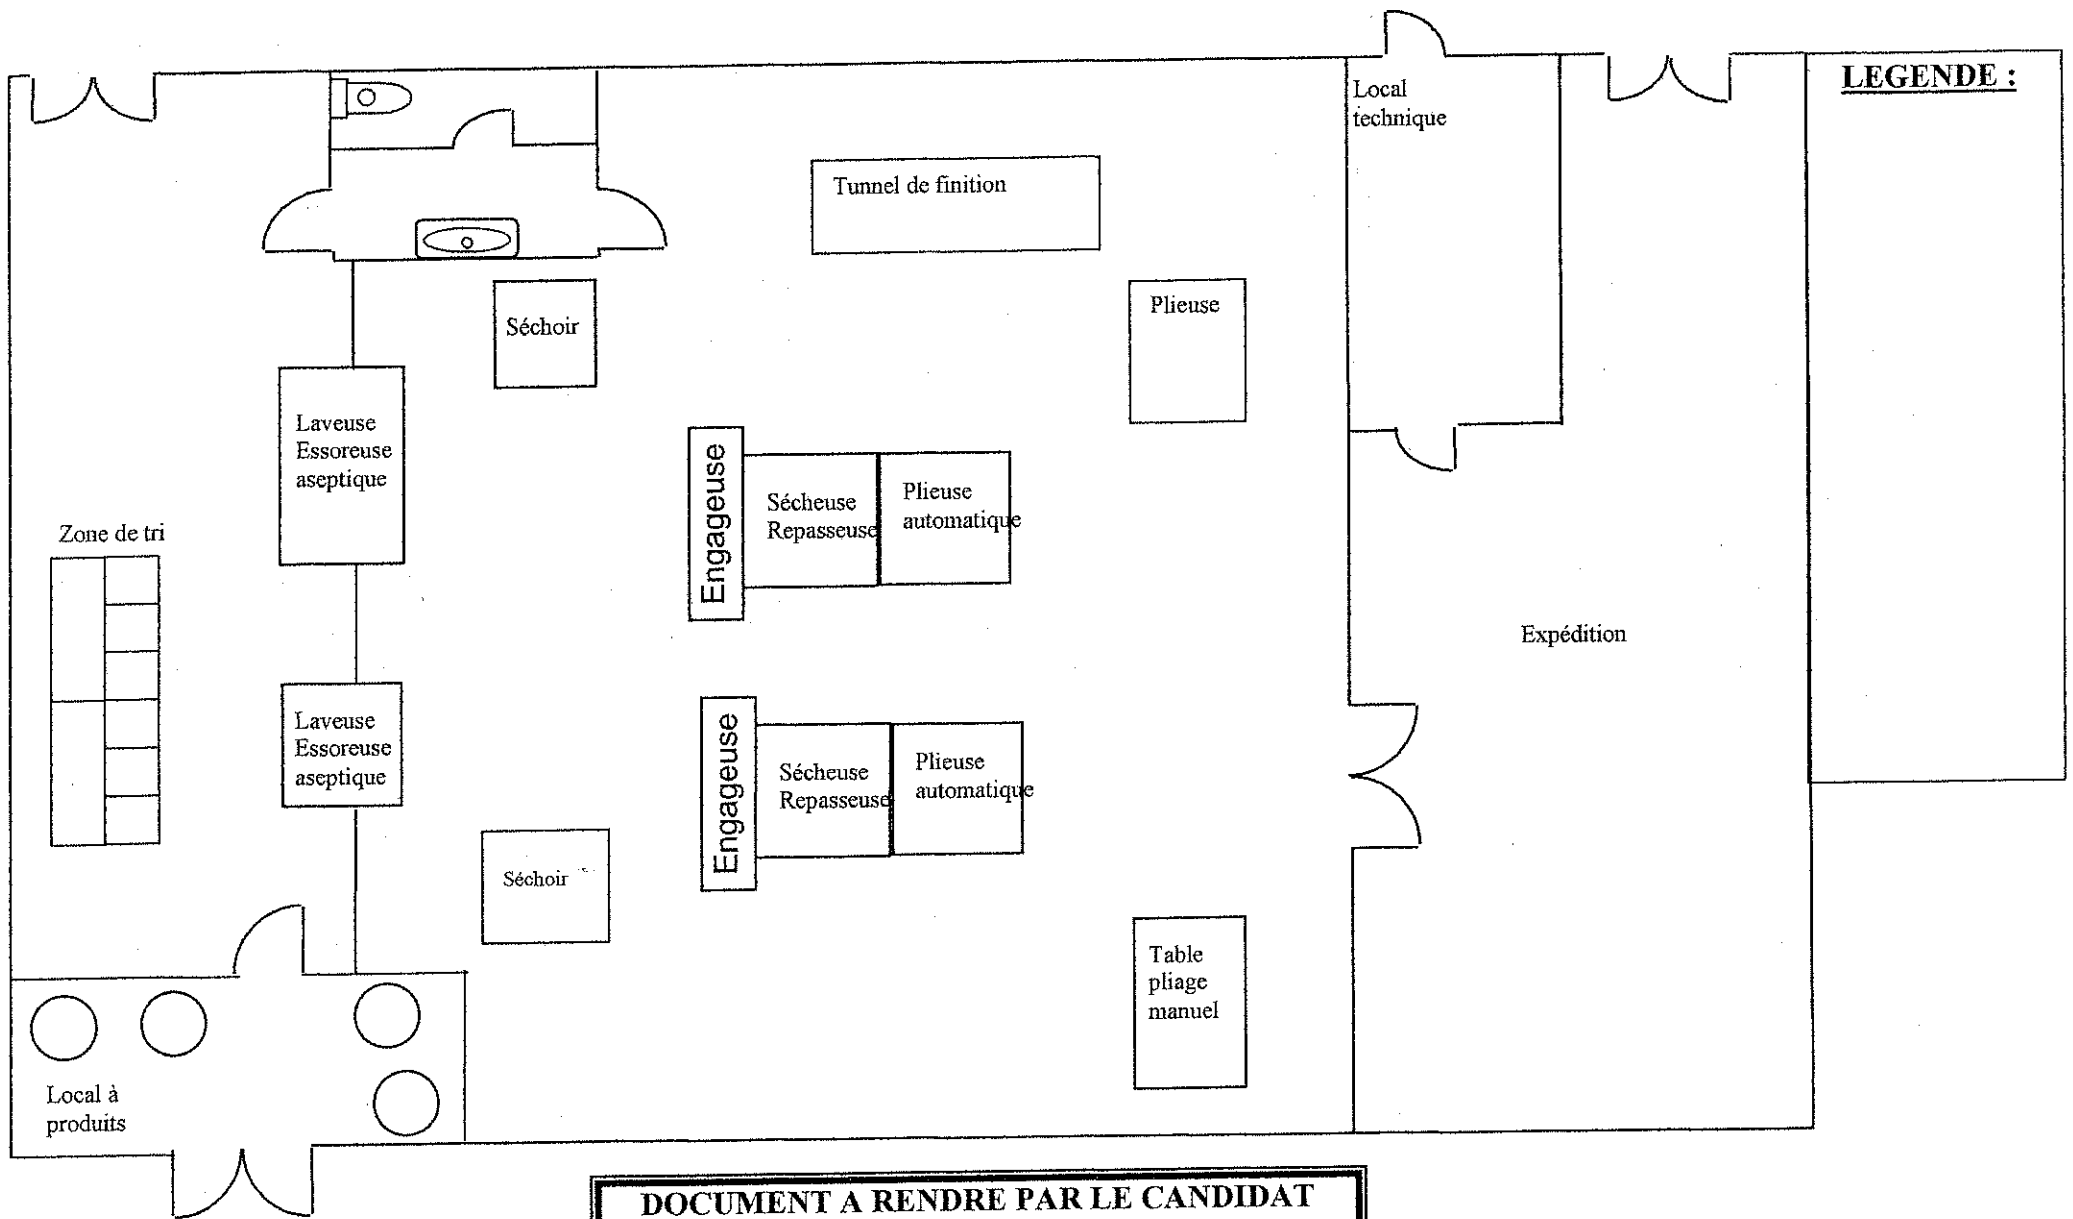 LEGENDE :
Local
technique
Tunnel de finition
Plieuse
Séchoir
Laveuse
Essoreuse
aseptique
Engageuse
Sécheuse
Repasseuse
Plieuse
automatique
Zone de tri
Expédition
Laveuse
Essoreuse
aseptique
Engageuse
Sécheuse
Repasseuse
Plieuse
automatique
Séchoir
Table
pliage
manuel
Local à
produits
DOCUMENT A RENDRE PAR LE CANDIDAT